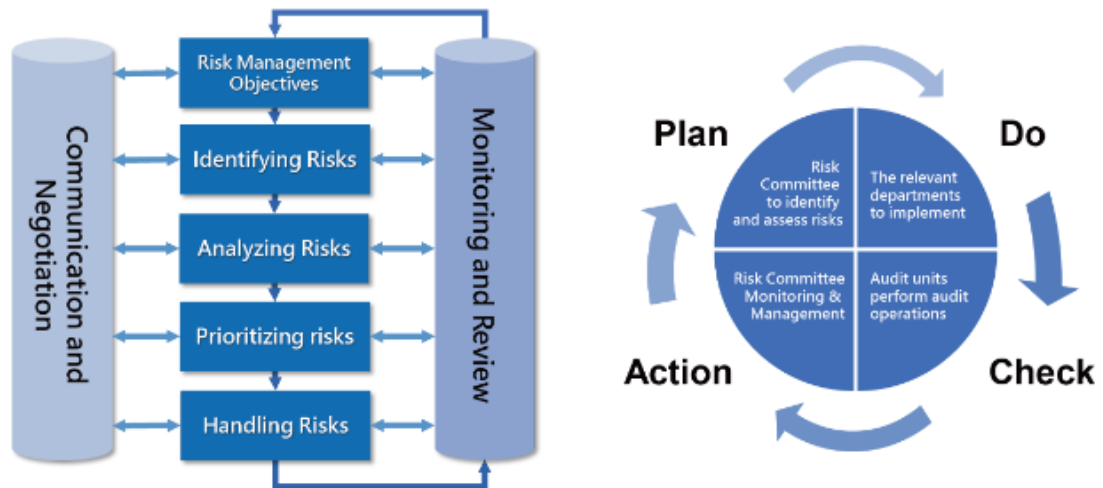 Risk Management
Objectives
Identifying Risks
Analyzing Risks
Prioritizing risks
Handling Risks
Communication and
Negotiation
Monitoring and Review
Plan
Do
Risk
Committee
to identify
and assess risks
The relevant
departments
to implement
Risk Committee
Monitoring &
Management
Audit units
perform audit
operations
Action
Check